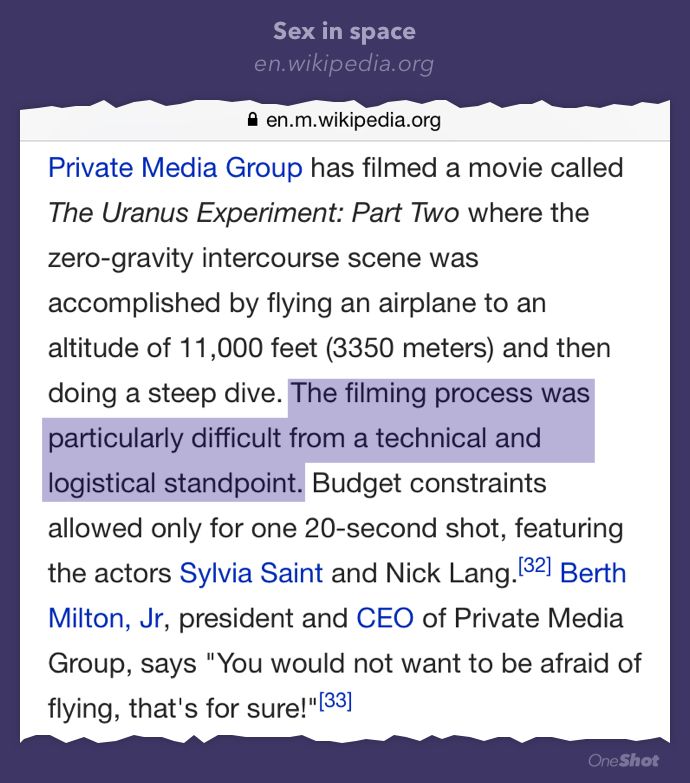 Sex in space
en.wikipedia.org
en.m.wikipedia.org
Private Media Group has filmed a movie called
The Uranus Experiment: Part Two where the
zero-gravity intercourse scene was
accomplished by flying an airplane to an
altitude of 11,000 feet (3350 meters) and then
doing a steep dive. The filming process was
particularly difficult from a technical and
logistical standpoint. Budget constraints
allowed only for one 20-second shot, featuring
the actors Sylvia Saint and Nick Lang.[32] Berth
Milton, Jr, president and CEO of Private Media
Group, says "You would not want to be afraid of
flying, that's for sure!"[33]
OneShot